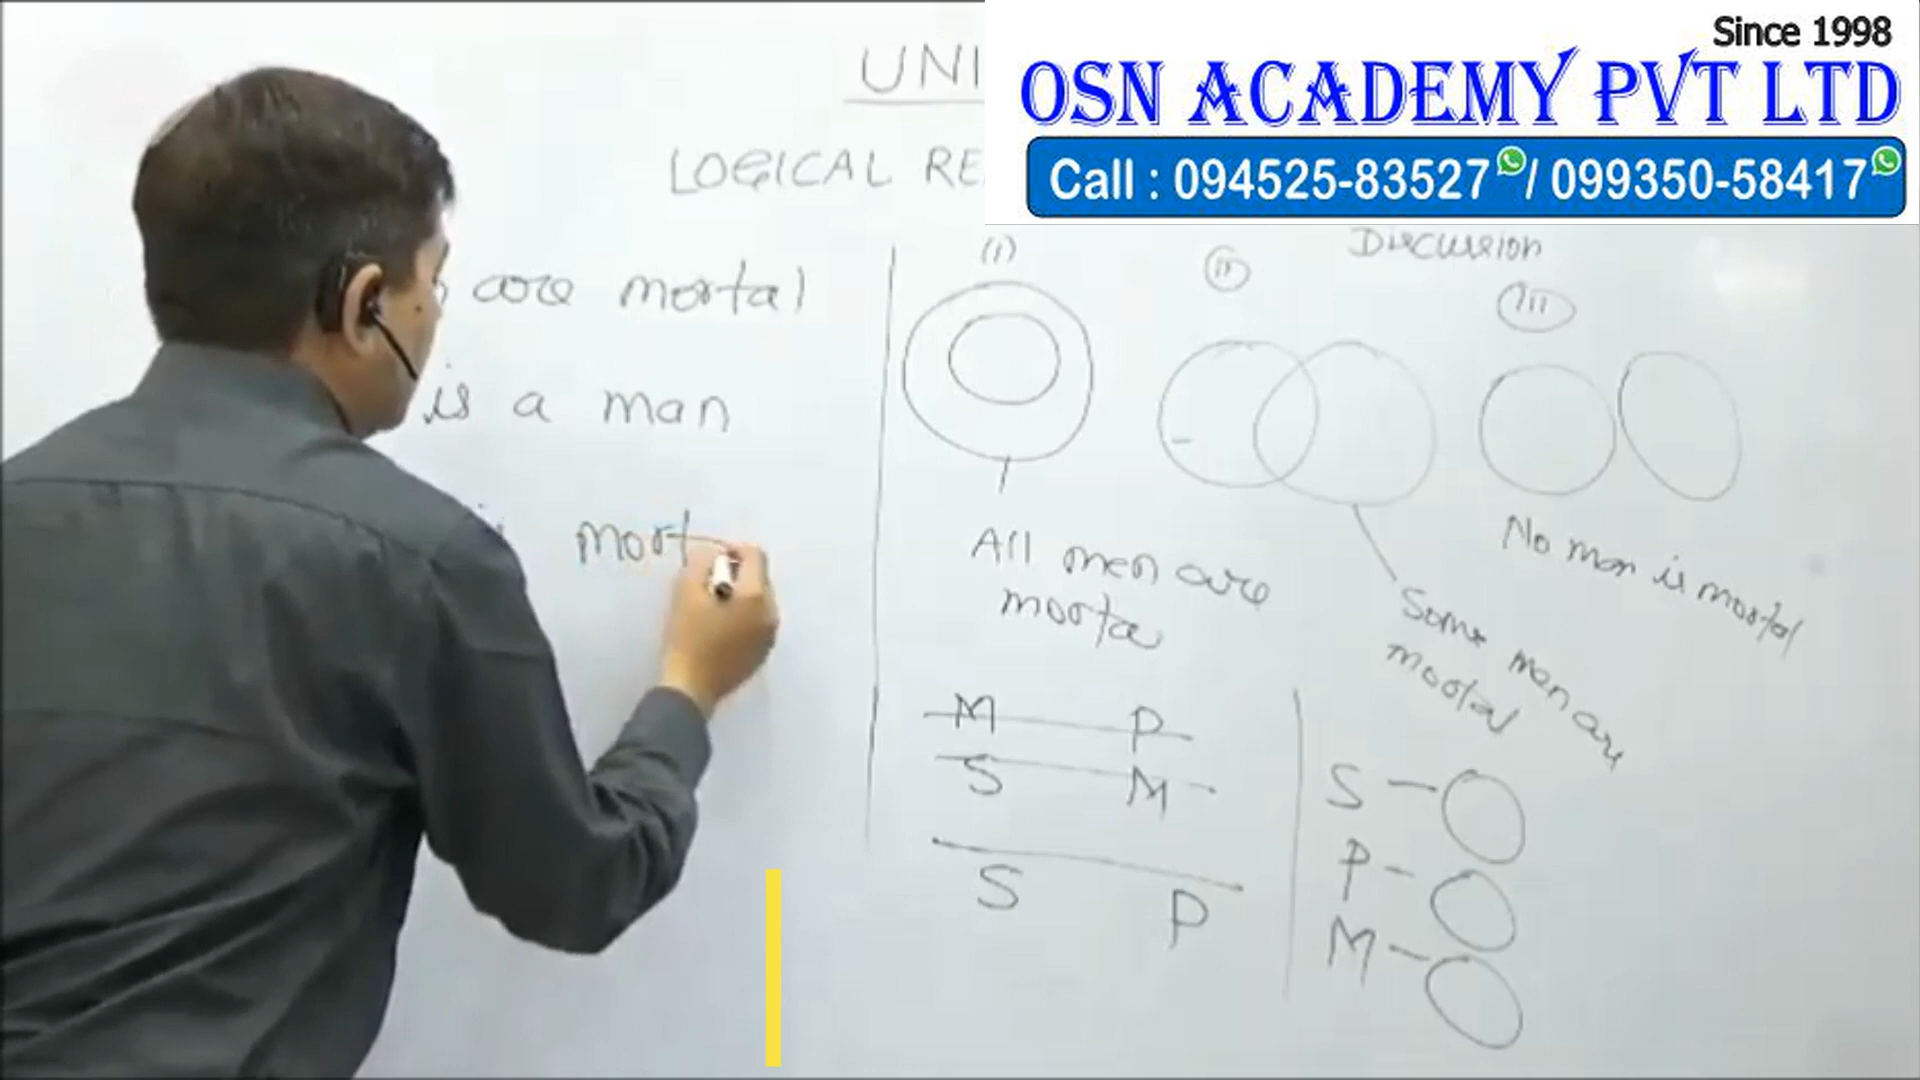 Since 1998
OSN ACADEMY PVT LTD
Call : 094525-83527 / 099350-58417
UNI
LOGICAL RE
are mortal
is a man
mort
Discussion
(I)
(II)
(III)
All men are
morta
Some men are
mortal
No man is mortal
M P
S M
S P
S
P
M